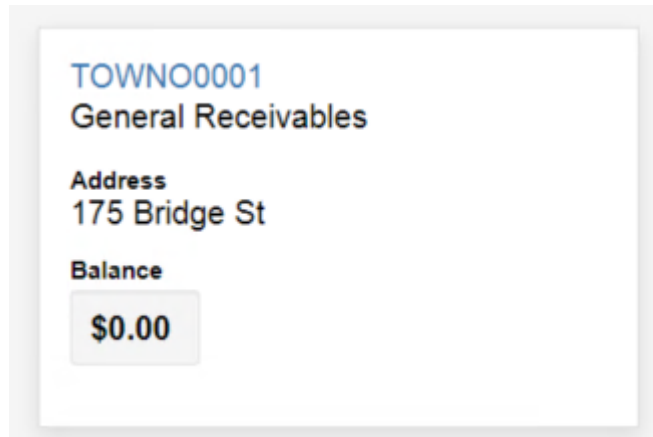 TOWNO0001
General Receivables
Address
175 Bridge St
Balance
$0.00